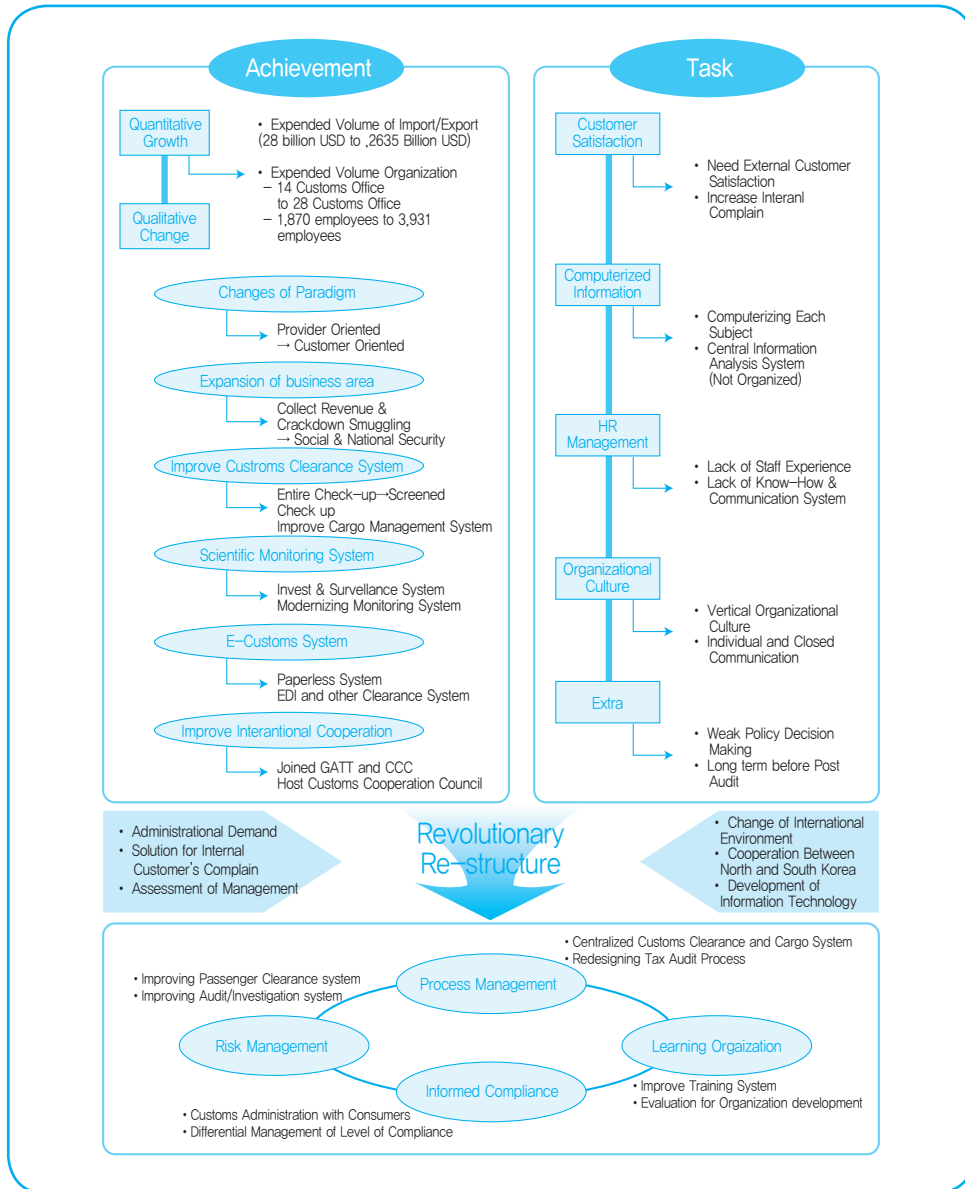 Achievement
Quantitative
Growth
• Expended Volume of Import/Export
(28 billion USD to ,2635 Billion USD)
• Expended Volume Organization
– 14 Customs Office
to 28 Customs Office
– 1,870 employees to 3,931
employees
Qualitative
Change
Changes of Paradigm
Provider Oriented
→ Customer Oriented
Expansion of business area
Collect Revenue &
Crackdown Smuggling
→ Social & National Security
Improve Custroms Clearance System
Entire Check-up→Screened
Check up
Improve Cargo Management System
Scientific Monitoring System
Invest & Survellance System
Modernizing Monitoring System
E-Customs System
Paperless System
EDI and other Clearance System
Improve Interantional Cooperation
Joined GATT and CCC
Host Customs Cooperation Council
Task
Customer
Satisfaction
• Need External Customer
Satisfaction
• Increase Interanl
Complain
Computerized
Information
• Computerizing Each
Subject
• Central Information
Analysis System
(Not Organized)
HR
Management
• Lack of Staff Experience
• Lack of Know-How &
Communication System
Organizational
Culture
• Vertical Organizational
Culture
• Individual and Closed
Communication
Extra
• Weak Policy Decision
Making
• Long term before Post
Audit
• Administrational Demand
• Solution for Internal
Customer's Complain
• Assessment of Management
Revolutionary
Re-structure
• Change of International
Environment
• Cooperation Between
North and South Korea
• Development of
Information Technology
• Centralized Customs Clearance and Cargo System
• Redesigning Tax Audit Process
• Improving Passenger Clearance system
• Improving Audit/Investigation system
Process Management
Risk Management
Learning Orgaization
Informed Compliance
• Improve Training System
• Evaluation for Organization development
• Customs Administration with Consumers
• Differential Management of Level of Compliance